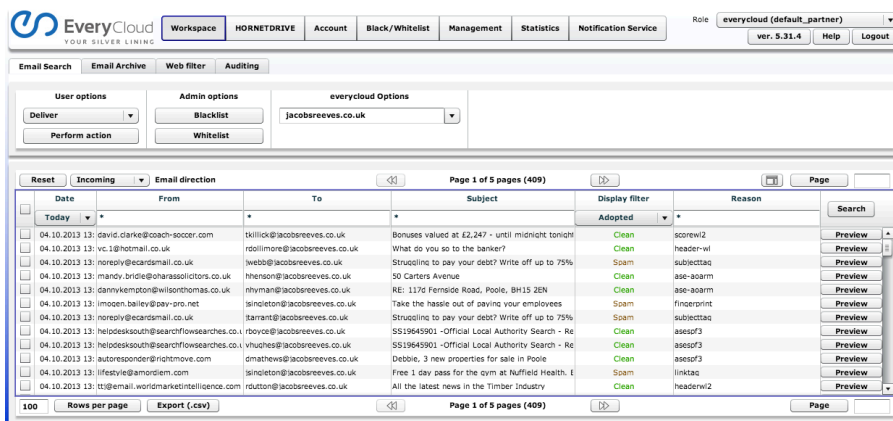 EveryCloud
YOUR SILVER LINING
Workspace HORNETDRIVE Account Black/Whitelist Management Statistics Notification Service
Role everycloud (default_partner)
ver. 5.31.4 Help Logout
Email Search Email Archive Web filter Auditing
User options Admin options everycloud Options
Deliver Blacklist jacobsreeves.co.uk
Perform action Whitelist
Reset Incoming Email direction Page 1 of 5 pages (409) Page
Date From To Subject Display filter Reason
Search
Today * * * Adopted *
04.10.2013 13: david.clarke@coach-soccer.com tkillick@jacobsreeves.co.uk Bonuses valued at £2,247 - until midnight tonight Clean scorewl2 Preview
04.10.2013 13: vc.1@hotmail.co.uk rdollimore@jacobsreeves.co.uk What do you so to the banker? Clean header-wl Preview
04.10.2013 13: noreply@ecardsmail.co.uk jwebb@jacobsreeves.co.uk Struggling to pay your debt? Write off up to 75% Spam subjecttag Preview
04.10.2013 13: mandy.bridle@oharassolicitors.co.uk hhenson@jacobsreeves.co.uk 50 Carters Avenue Clean ase-aoarm Preview
04.10.2013 13: dannykempton@wilsonthomas.co.uk nhyman@jacobsreeves.co.uk RE: 117d Fernside Road, Poole, BH15 2EN Clean ase-aoarm Preview
04.10.2013 13: imogen.bailey@pay-pro.net jsingleton@jacobsreeves.co.uk Take the hassle out of paying your employees Spam fingerprint Preview
04.10.2013 13: noreply@ecardsmail.co.uk jtarrant@jacobsreeves.co.uk Struggling to pay your debt? Write off up to 75% Spam subjecttag Preview
04.10.2013 13: helpdesksouth@searchflowsearches.co.u rboyce@jacobsreeves.co.uk SS19645901 -Official Local Authority Search - Re Clean asespf3 Preview
04.10.2013 13: helpdesksouth@searchflowsearches.co.u vhughes@jacobsreeves.co.uk SS19645901 -Official Local Authority Search - Re Clean asespf3 Preview
04.10.2013 13: autoresponder@rightmove.com dmathews@jacobsreeves.co.uk Debbie, 3 new properties for sale in Poole Clean asespf3 Preview
04.10.2013 13: lifestyle@amordiem.com jsingleton@jacobsreeves.co.uk Free 1 day pass for the gym at Nuffield Health. E Spam linktag Preview
04.10.2013 13: ttj@email.worldmarketintelligence.com rdutton@jacobsreeves.co.uk All the latest news in the Timber Industry Clean headerwl2 Preview
100 Rows per page Export (.csv) Page 1 of 5 pages (409) Page